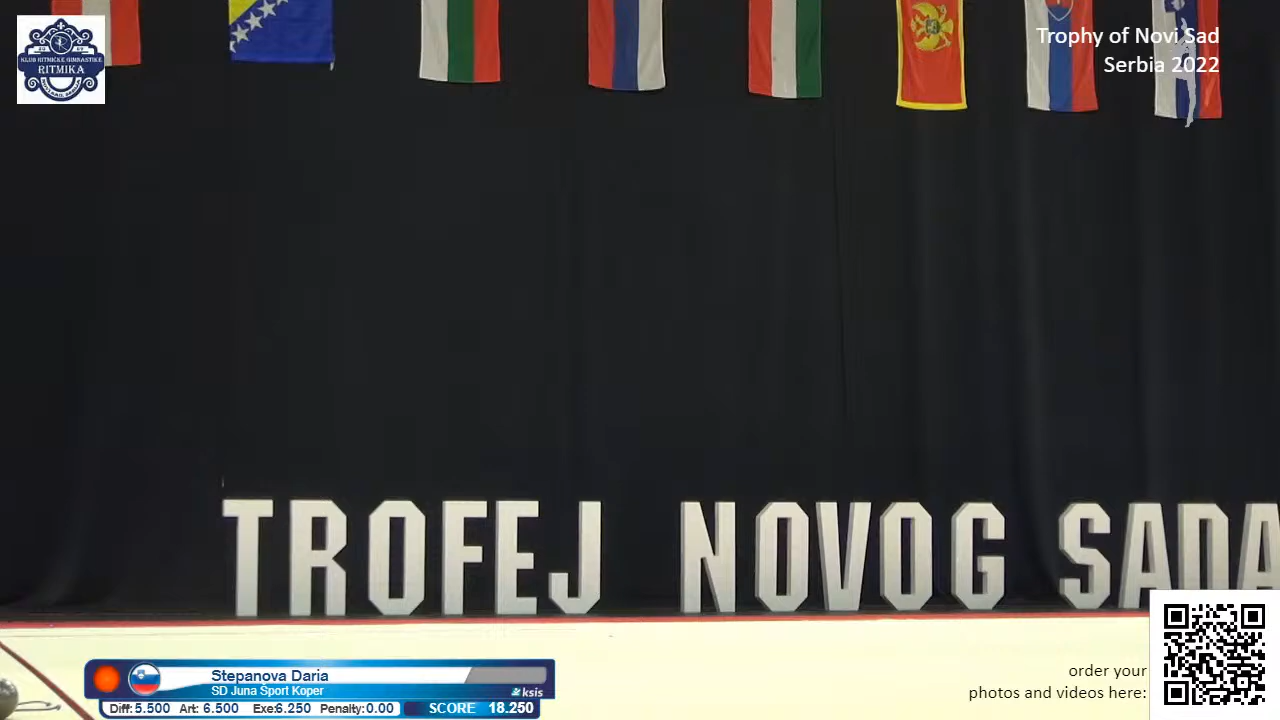 KLUB RITMIČKE GIMNASTIKE
RITMIKA
Trophy of Novi Sad
Serbia 2022
TROFEJ NOVOG SADA
Stepanova Daria
SD Juna Šport Koper
ksis
Diff: 5.500 Art: 6.500 Exe: 6.250 Penalty: 0.00 SCORE 18.250
order your
photos and videos here: